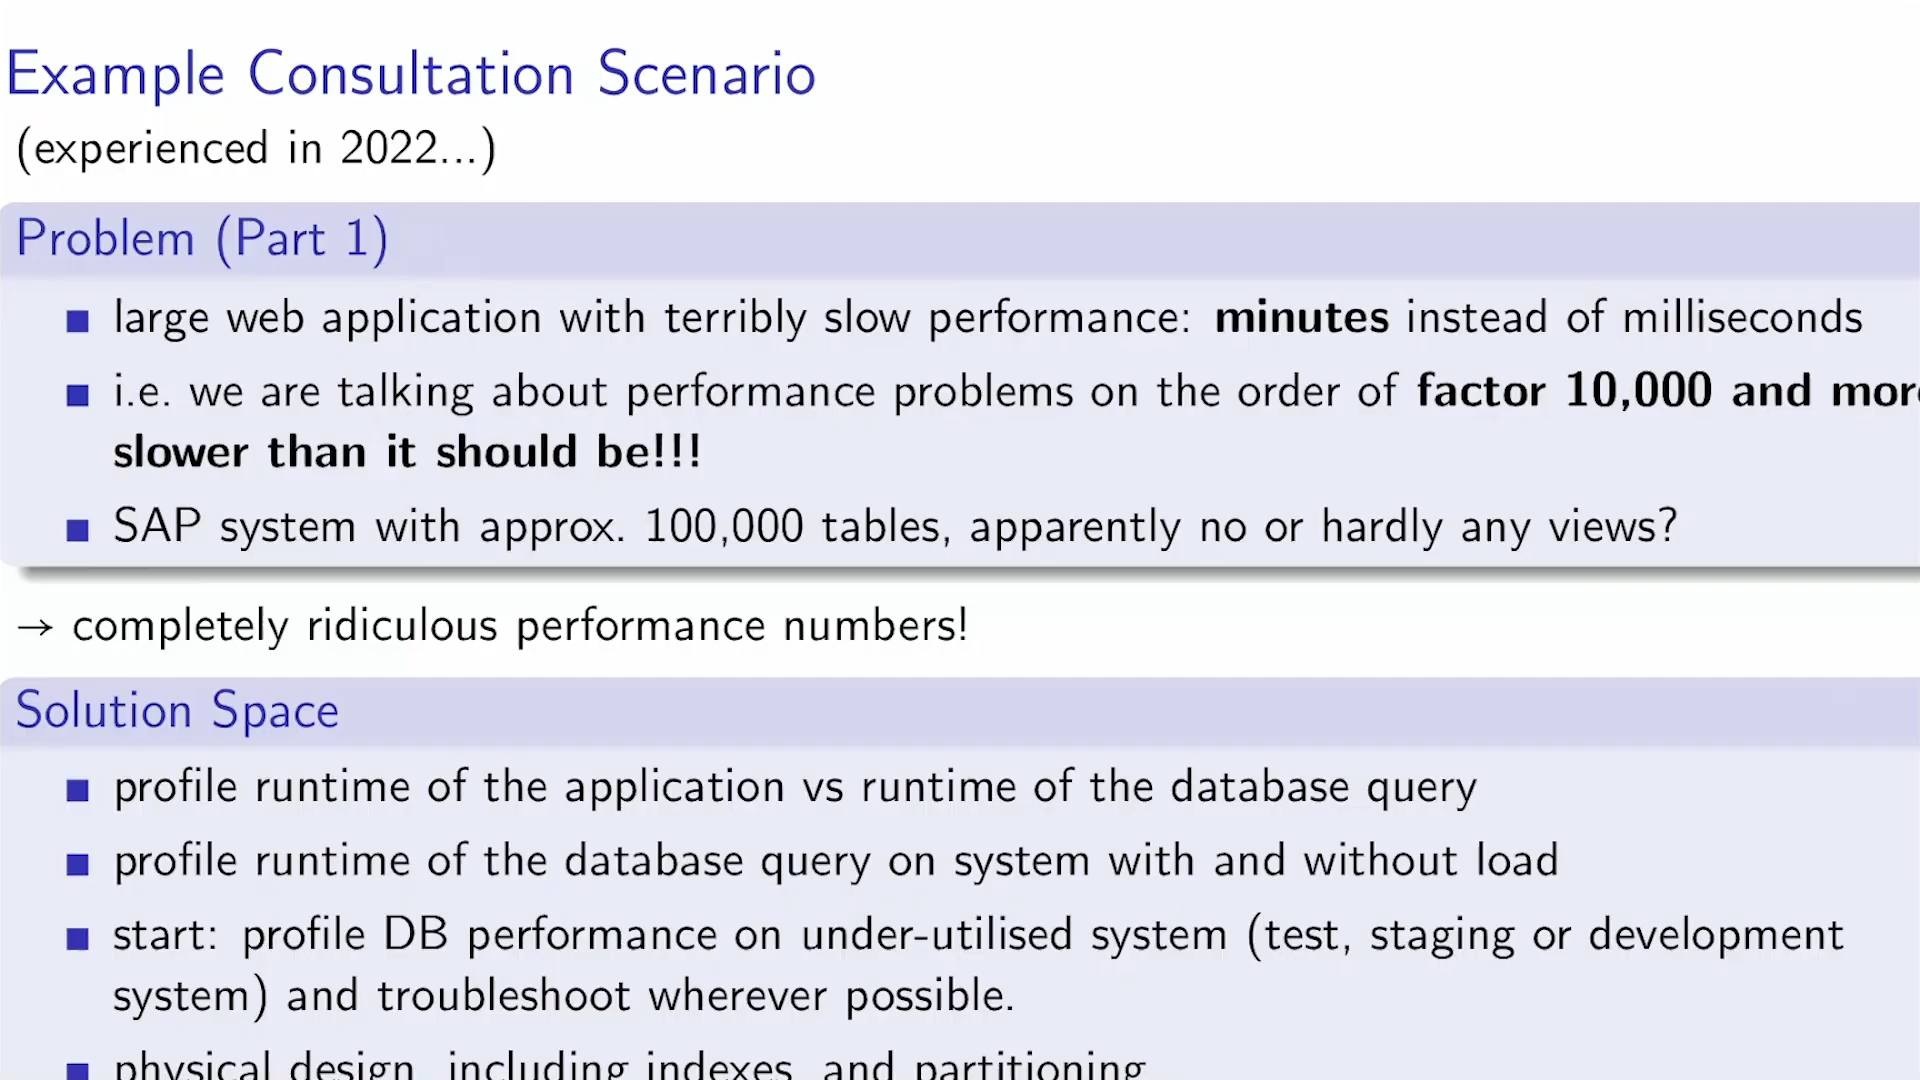 Example Consultation Scenario
(experienced in 2022...)
Problem (Part 1)
■ large web application with terribly slow performance: minutes instead of milliseconds
■ i.e. we are talking about performance problems on the order of factor 10,000 and more
slower than it should be!!!
■ SAP system with approx. 100,000 tables, apparently no or hardly any views?
→ completely ridiculous performance numbers!
Solution Space
■ profile runtime of the application vs runtime of the database query
■ profile runtime of the database query on system with and without load
■ start: profile DB performance on under-utilised system (test, staging or development
system) and troubleshoot wherever possible.
■ physical design, including indexes, and partitioning